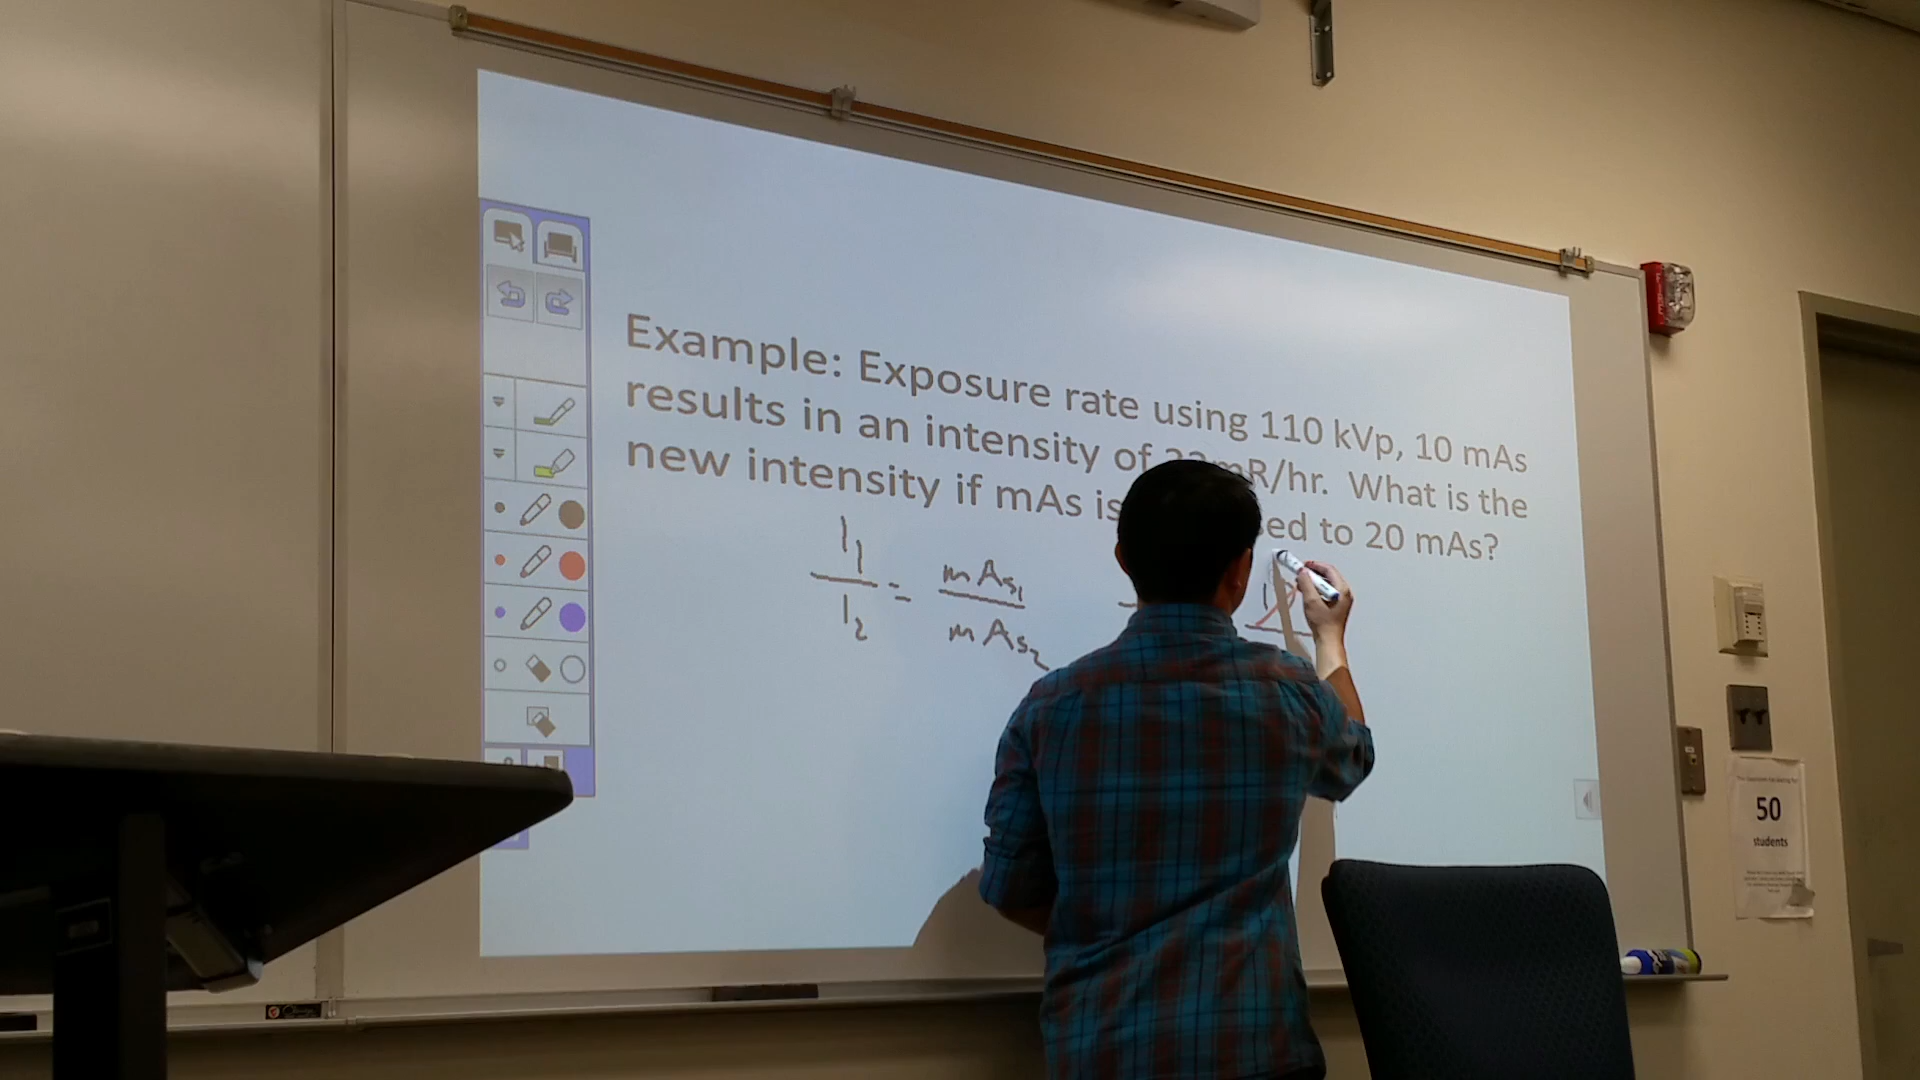 Example: Exposure rate using 110 kVp, 10 mAs
results in an intensity of mR/hr. What is the
new intensity if mAs is to 20 mAs?
I1
I2
=
mAs1
mAs2
50
students